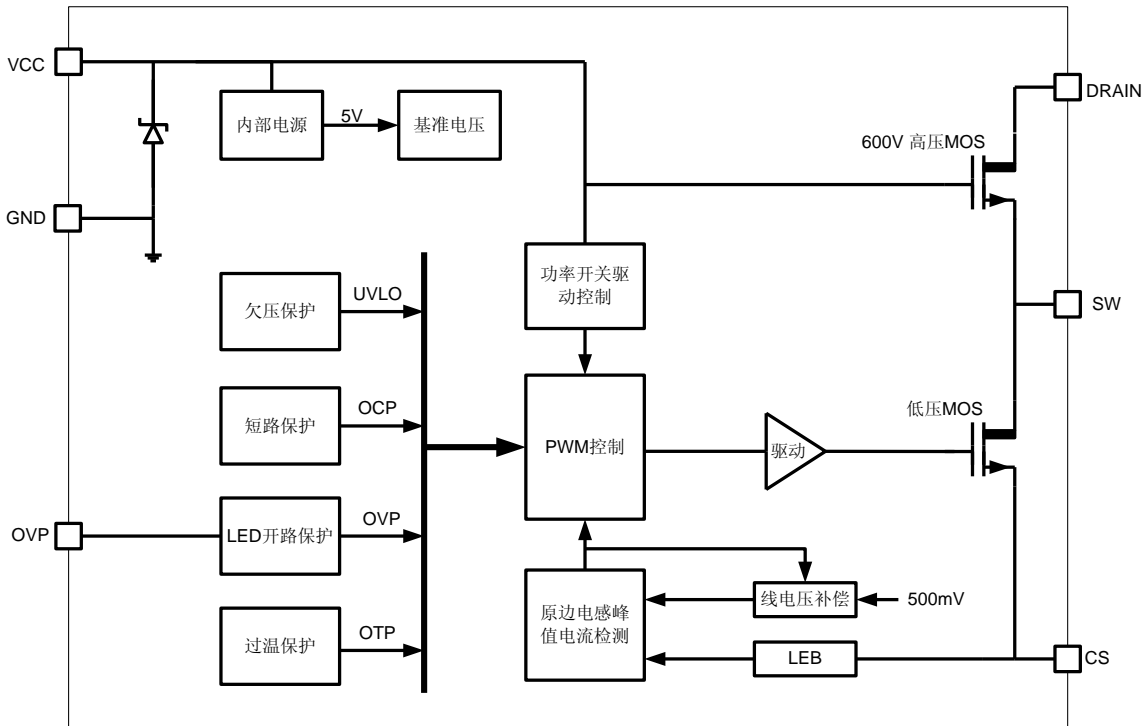 VCC
DRAIN
内部电源
5V
基准电压
600V 高压MOS
GND
功率开关驱
动控制
欠压保护
UVLO
SW
短路保护
OCP
PWM控制
驱动
低压MOS
OVP
LED开路保护
OVP
原边电感峰
值电流检测
线电压补偿
500mV
过温保护
OTP
LEB
CS